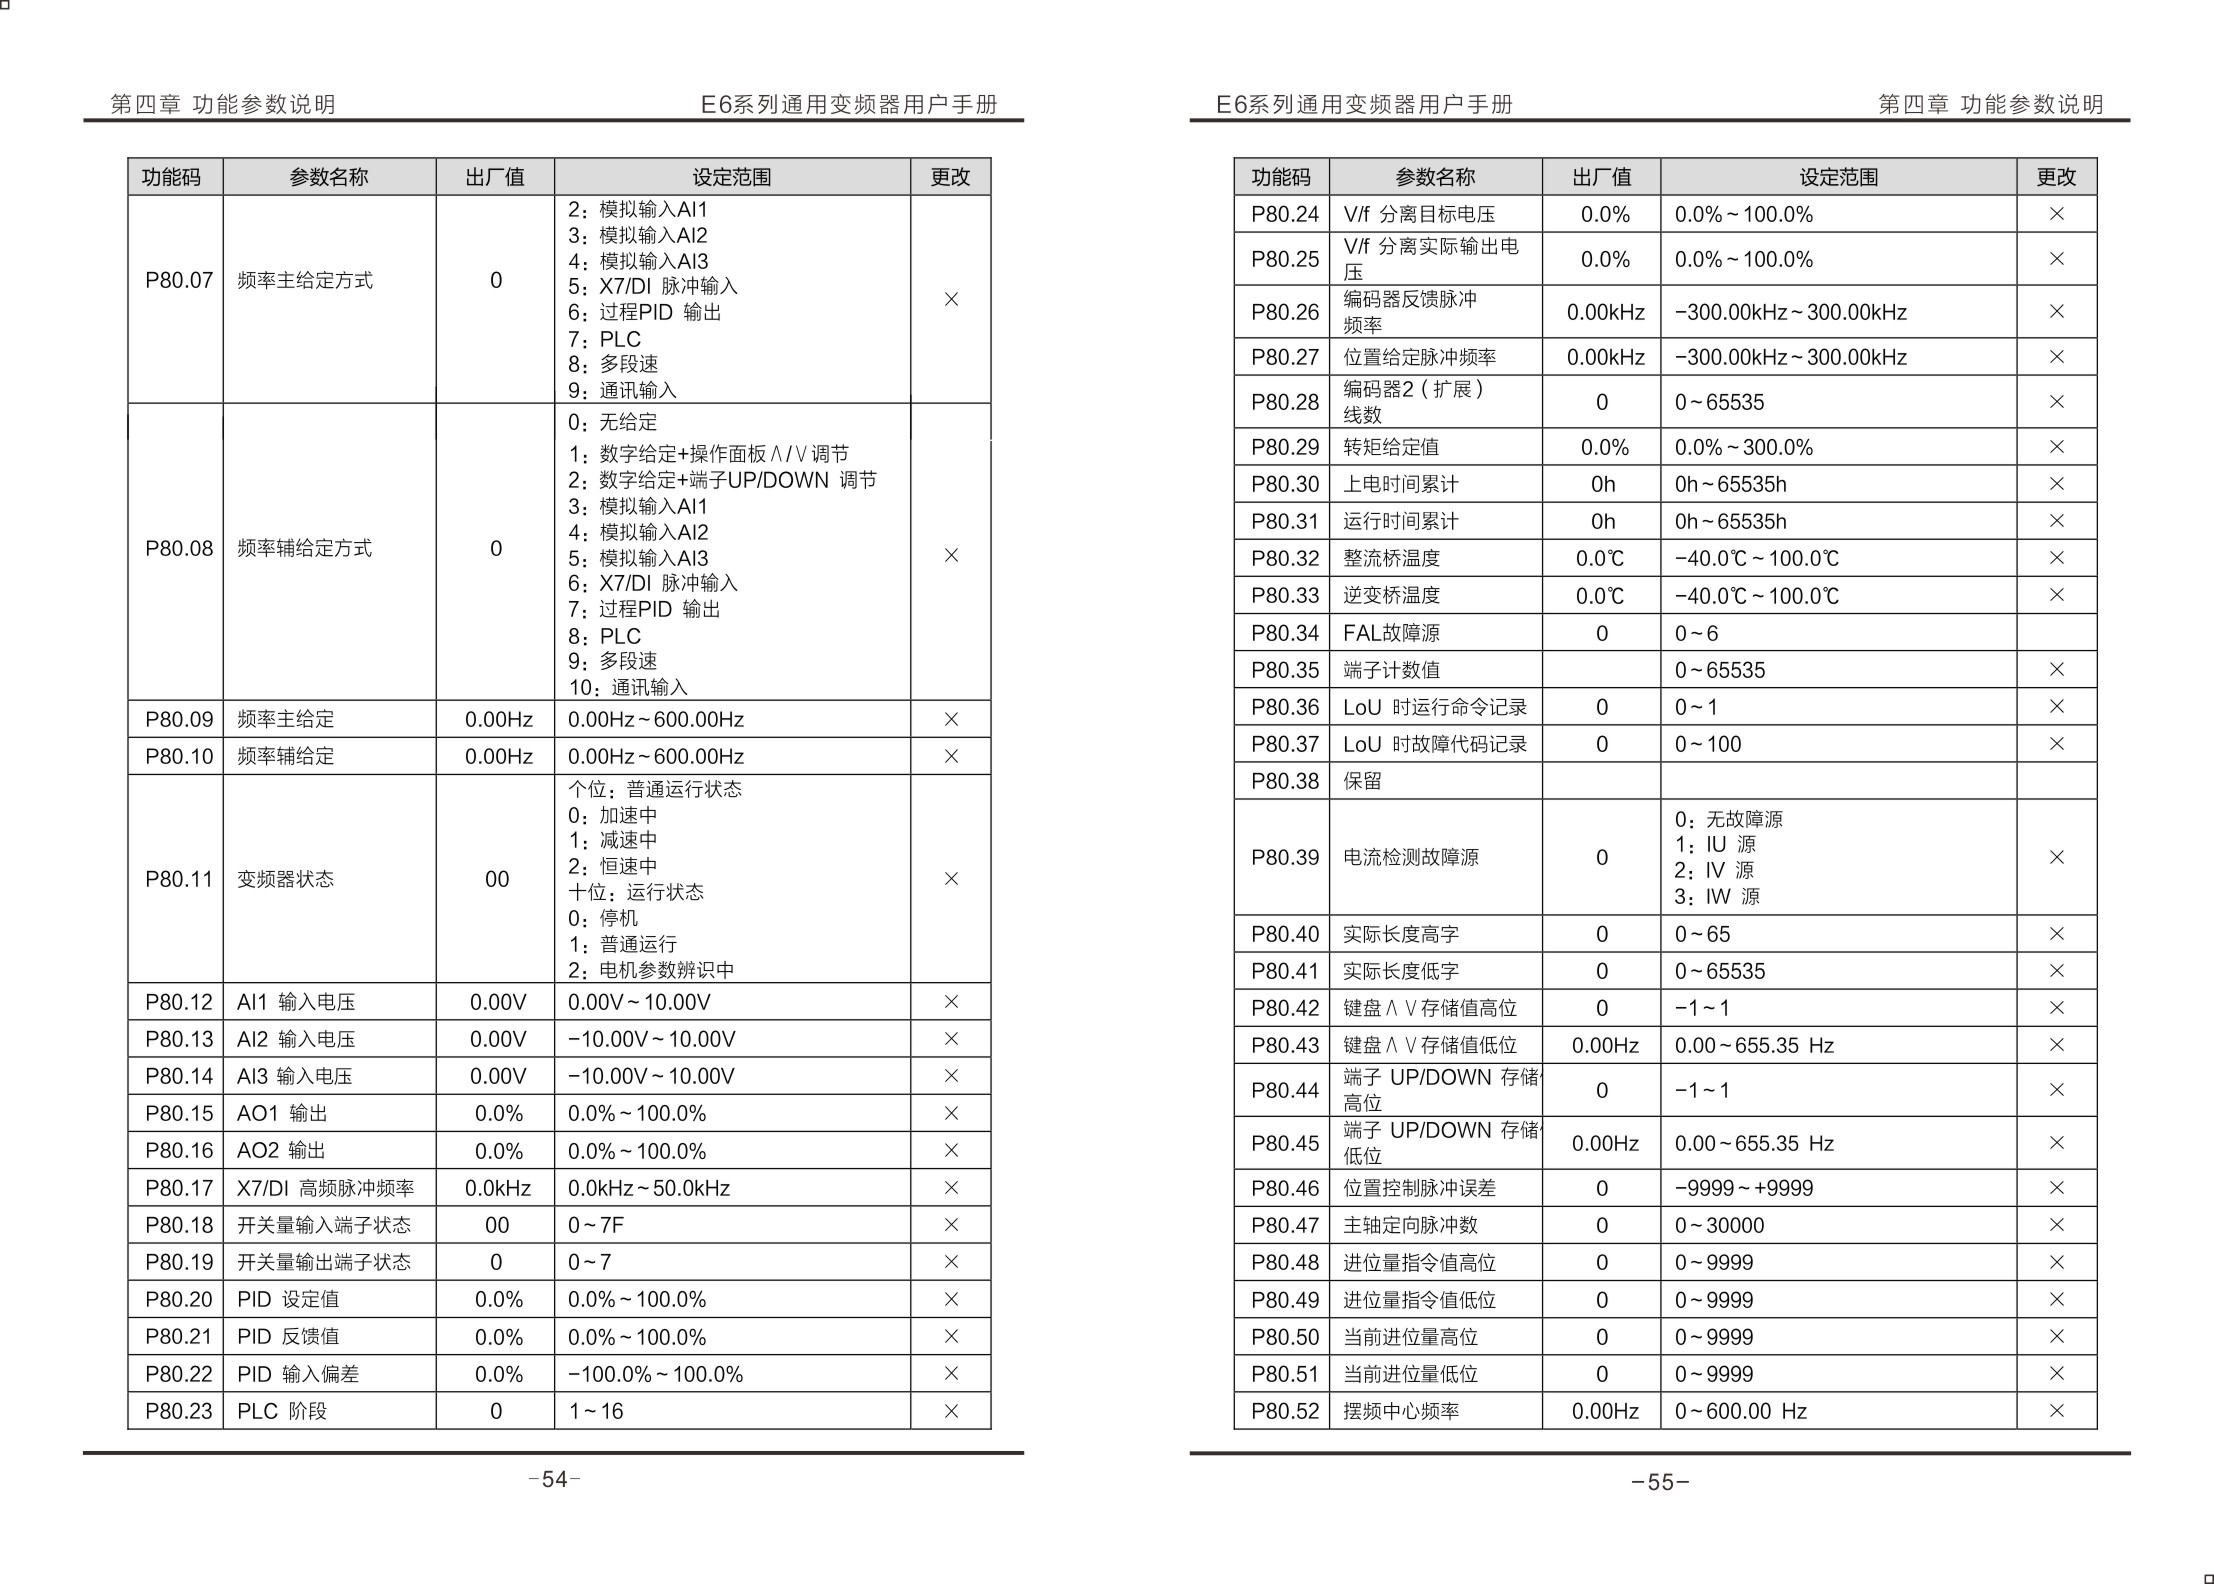 第四章 功能参数说明 E6系列通用变频器用户手册
功能码 参数名称 出厂值 设定范围 更改
P80.07 频率主给定方式 0 ×
2：模拟输入AI1
3：模拟输入AI2
4：模拟输入AI3
5：X7/DI 脉冲输入
6：过程PID 输出
7：PLC
8：多段速
9：通讯输入
P80.08 频率辅给定方式 0 ×
0：无给定
1：数字给定+操作面板∧/∨调节
2：数字给定+端子UP/DOWN 调节
3：模拟输入AI1
4：模拟输入AI2
5：模拟输入AI3
6：X7/DI 脉冲输入
7：过程PID 输出
8：PLC
9：多段速
10：通讯输入
P80.09 频率主给定 0.00Hz 0.00Hz~600.00Hz ×
P80.10 频率辅给定 0.00Hz 0.00Hz~600.00Hz ×
P80.11 变频器状态 00 ×
个位：普通运行状态
0：加速中
1：减速中
2：恒速中
十位：运行状态
0：停机
1：普通运行
2：电机参数辨识中
P80.12 AI1 输入电压 0.00V 0.00V~10.00V ×
P80.13 AI2 输入电压 0.00V −10.00V~10.00V ×
P80.14 AI3 输入电压 0.00V −10.00V~10.00V ×
P80.15 AO1 输出 0.0% 0.0%~100.0% ×
P80.16 AO2 输出 0.0% 0.0%~100.0% ×
P80.17 X7/DI 高频脉冲频率 0.0kHz 0.0kHz~50.0kHz ×
P80.18 开关量输入端子状态 00 0~7F ×
P80.19 开关量输出端子状态 0 0~7 ×
P80.20 PID 设定值 0.0% 0.0%~100.0% ×
P80.21 PID 反馈值 0.0% 0.0%~100.0% ×
P80.22 PID 输入偏差 0.0% −100.0%~100.0% ×
P80.23 PLC 阶段 0 1~16 ×
−54−
E6系列通用变频器用户手册 第四章 功能参数说明
功能码 参数名称 出厂值 设定范围 更改
P80.24 V/f 分离目标电压 0.0% 0.0%~100.0% ×
P80.25 V/f 分离实际输出电
压 0.0% 0.0%~100.0% ×
P80.26 编码器反馈脉冲
频率 0.00kHz −300.00kHz~300.00kHz ×
P80.27 位置给定脉冲频率 0.00kHz −300.00kHz~300.00kHz ×
P80.28 编码器2（扩展）
线数 0 0~65535 ×
P80.29 转矩给定值 0.0% 0.0%~300.0% ×
P80.30 上电时间累计 0h 0h~65535h ×
P80.31 运行时间累计 0h 0h~65535h ×
P80.32 整流桥温度 0.0℃ −40.0℃~100.0℃ ×
P80.33 逆变桥温度 0.0℃ −40.0℃~100.0℃ ×
P80.34 FAL故障源 0 0~6
P80.35 端子计数值 0~65535 ×
P80.36 LoU 时运行命令记录 0 0~1 ×
P80.37 LoU 时故障代码记录 0 0~100 ×
P80.38 保留
P80.39 电流检测故障源 0 ×
0：无故障源
1：IU 源
2：IV 源
3：IW 源
P80.40 实际长度高字 0 0~65 ×
P80.41 实际长度低字 0 0~65535 ×
P80.42 键盘∧∨存储值高位 0 −1~1 ×
P80.43 键盘∧∨存储值低位 0.00Hz 0.00~655.35 Hz ×
P80.44 端子 UP/DOWN 存储
高位 0 −1~1 ×
P80.45 端子 UP/DOWN 存储
低位 0.00Hz 0.00~655.35 Hz ×
P80.46 位置控制脉冲误差 0 −9999~+9999 ×
P80.47 主轴定向脉冲数 0 0~30000 ×
P80.48 进位量指令值高位 0 0~9999 ×
P80.49 进位量指令值低位 0 0~9999 ×
P80.50 当前进位量高位 0 0~9999 ×
P80.51 当前进位量低位 0 0~9999 ×
P80.52 摆频中心频率 0.00Hz 0~600.00 Hz ×
−55−